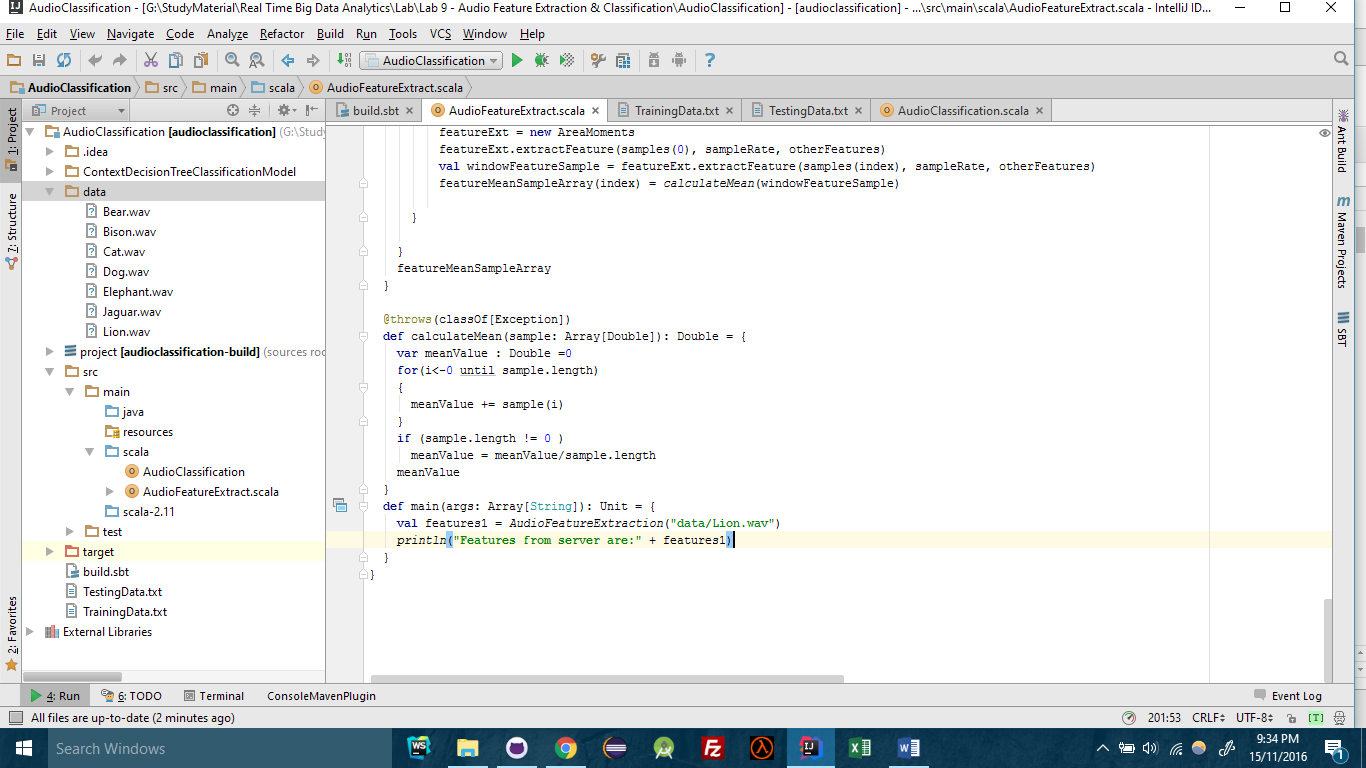 AudioClassification - [G:\StudyMaterial\Real Time Big Data Analytics\Lab\Lab 9 - Audio Feature Extraction & Classification\AudioClassification] - [audioclassification] - ...\src\main\scala\AudioFeatureExtract.scala - IntelliJ ID...
File Edit View Navigate Code Analyze Refactor Build Run Tools VCS Window Help
AudioClassification
AudioClassification src main scala AudioFeatureExtract.scala
Project
build.sbt AudioFeatureExtract.scala TrainingData.txt TestingData.txt AudioClassification.scala
1: Project
7: Structure
2: Favorites
AudioClassification [audioclassification] (G:\Study
.idea
ContextDecisionTreeClassificationModel
data
Bear.wav
Bison.wav
Cat.wav
Dog.wav
Elephant.wav
Jaguar.wav
Lion.wav
project [audioclassification-build] (sources roo
src
main
java
resources
scala
AudioClassification
AudioFeatureExtract.scala
scala-2.11
test
target
build.sbt
TestingData.txt
TrainingData.txt
External Libraries
featureExt = new AreaMoments
featureExt.extractFeature(samples(0), sampleRate, otherFeatures)
val windowFeatureSample = featureExt.extractFeature(samples(index), sampleRate, otherFeatures)
featureMeanSampleArray(index) = calculateMean(windowFeatureSample)
}
}
featureMeanSampleArray
}
@throws(classOf[Exception])
def calculateMean(sample: Array[Double]): Double = {
var meanValue : Double =0
for(i<-0 until sample.length)
{
meanValue += sample(i)
}
if (sample.length != 0 )
meanValue = meanValue/sample.length
meanValue
}
def main(args: Array[String]): Unit = {
val features1 = AudioFeatureExtraction("data/Lion.wav")
println("Features from server are:" + features1)
}
}
Ant Build
m
Maven Projects
SBT
4: Run 6: TODO Terminal ConsoleMavenPlugin Event Log
All files are up-to-date (2 minutes ago) 201:53 CRLF UTF-8 [T]
Search Windows
WS
Fz
IJ
9:34 PM
15/11/2016
1